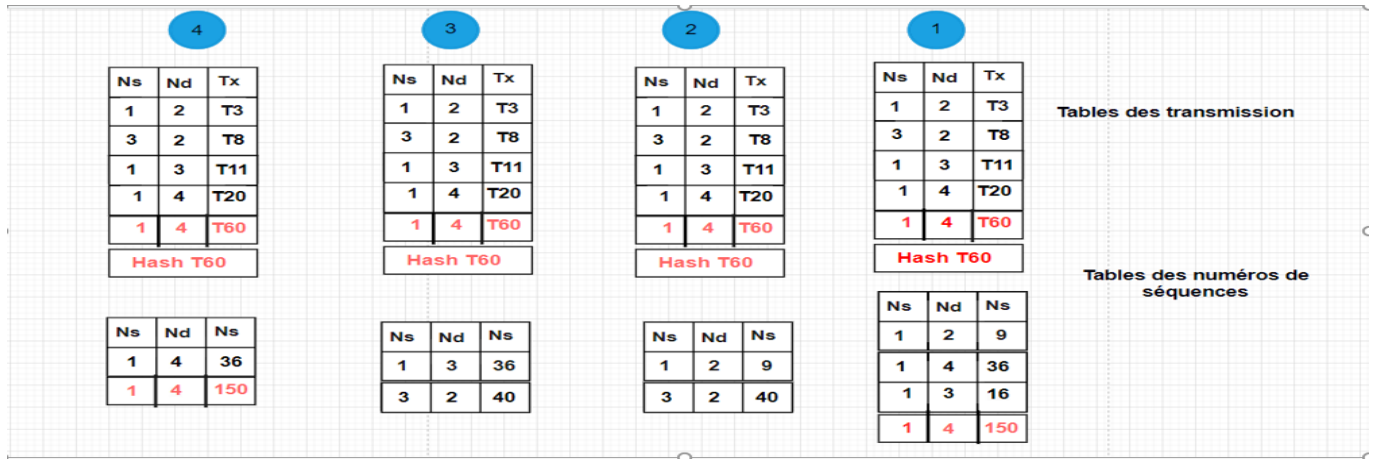 4 3 2 1
Ns Nd Tx
1 2 T3
3 2 T8
1 3 T11
1 4 T20
1 4 T60
Hash T60
Ns Nd Tx
1 2 T3
3 2 T8
1 3 T11
1 4 T20
1 4 T60
Hash T60
Ns Nd Tx
1 2 T3
3 2 T8
1 3 T11
1 4 T20
1 4 T60
Hash T60
Ns Nd Tx
1 2 T3
3 2 T8
1 3 T11
1 4 T20
1 4 T60
Hash T60
Tables des transmission
Ns Nd Ns
1 4 36
1 4 150
Ns Nd Ns
1 3 36
3 2 40
Ns Nd Ns
1 2 9
3 2 40
Ns Nd Ns
1 2 9
1 4 36
1 3 16
1 4 150
Tables des numéros de
séquences